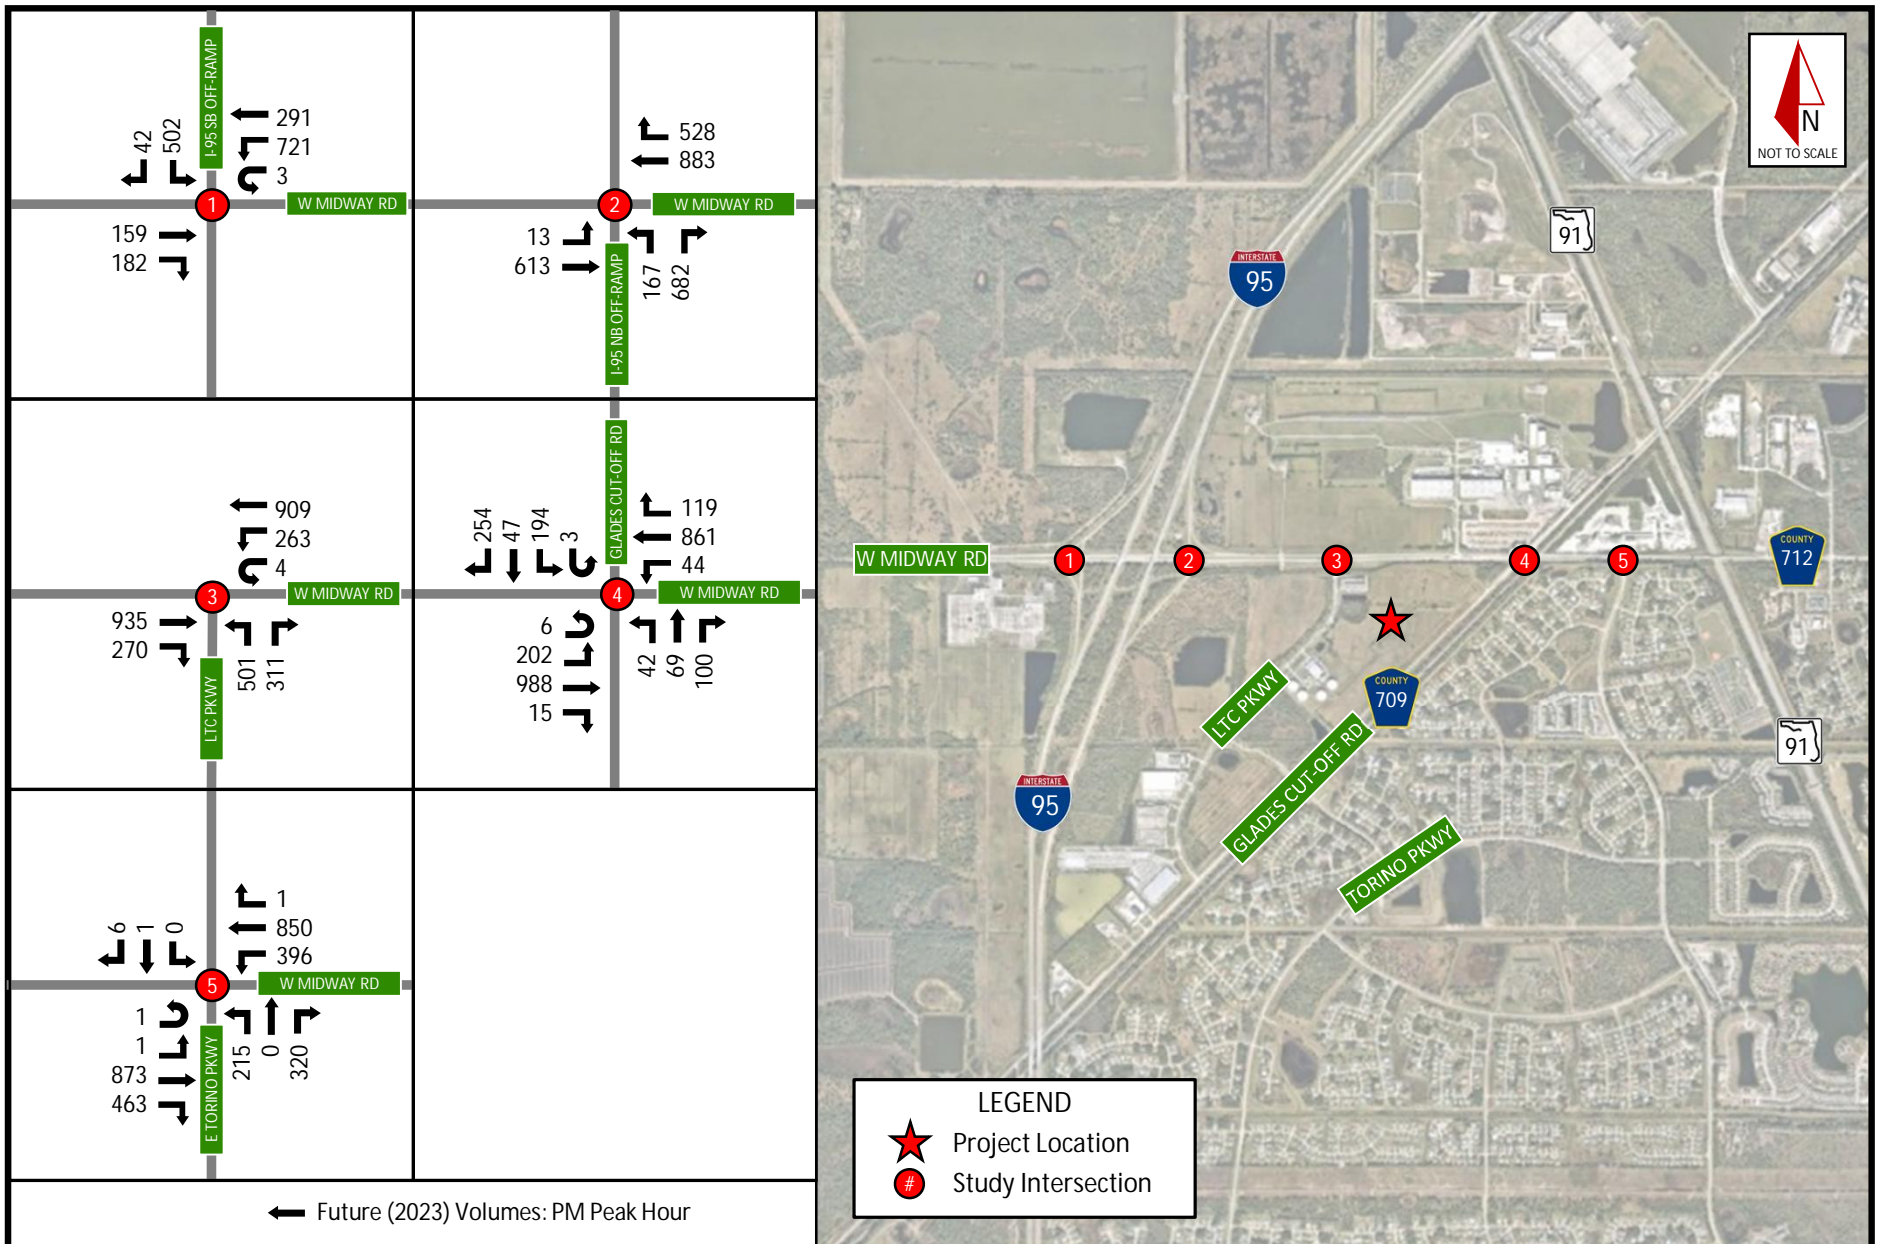 I-95 SB OFF-RAMP
42
502
291
721
3
1
W MIDWAY RD
159
182
528
883
2
W MIDWAY RD
13
613
167
682
I-95 NB OFF-RAMP
909
263
4
3
W MIDWAY RD
935
270
501
311
LTC PKWY
GLADES CUT-OFF RD
254
47
194
3
119
861
44
4
W MIDWAY RD
6
202
988
15
42
69
100
6
1
0
1
850
396
5
W MIDWAY RD
1
1
873
463
215
0
320
E TORINO PKWY
Future (2023) Volumes: PM Peak Hour
N
NOT TO SCALE
91
INTERSTATE
95
W MIDWAY RD
1
2
3
4
5
COUNTY
712
COUNTY
709
LTC PKWY
GLADES CUT-OFF RD
91
INTERSTATE
95
TORINO PKWY
LEGEND
Project Location
# Study Intersection